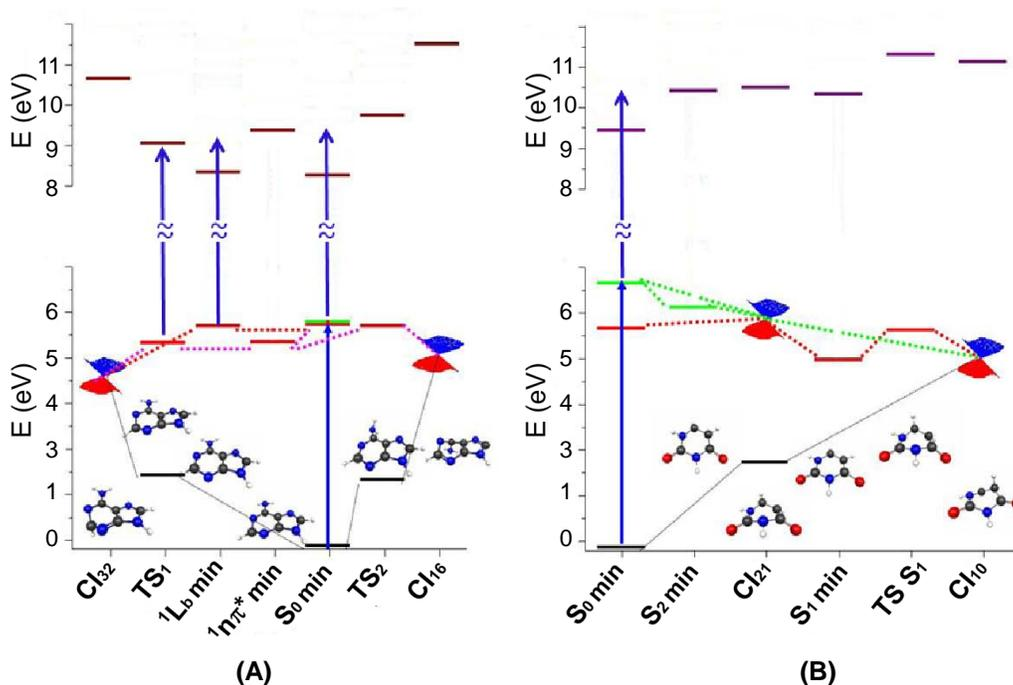 E (eV)
11
10
9
8
6
5
4
3
1
0
CI₃₂
TS₁
¹Lb min
¹nπ* min
S₀ min
TS₂
CI₁₆
(A)
E (eV)
11
10
9
8
E (eV)
6
5
4
3
1
0
E (eV)
S₀ min
S₂ min
CI₂₁
S₁ min
TS S₁
CI₁₀
(B)